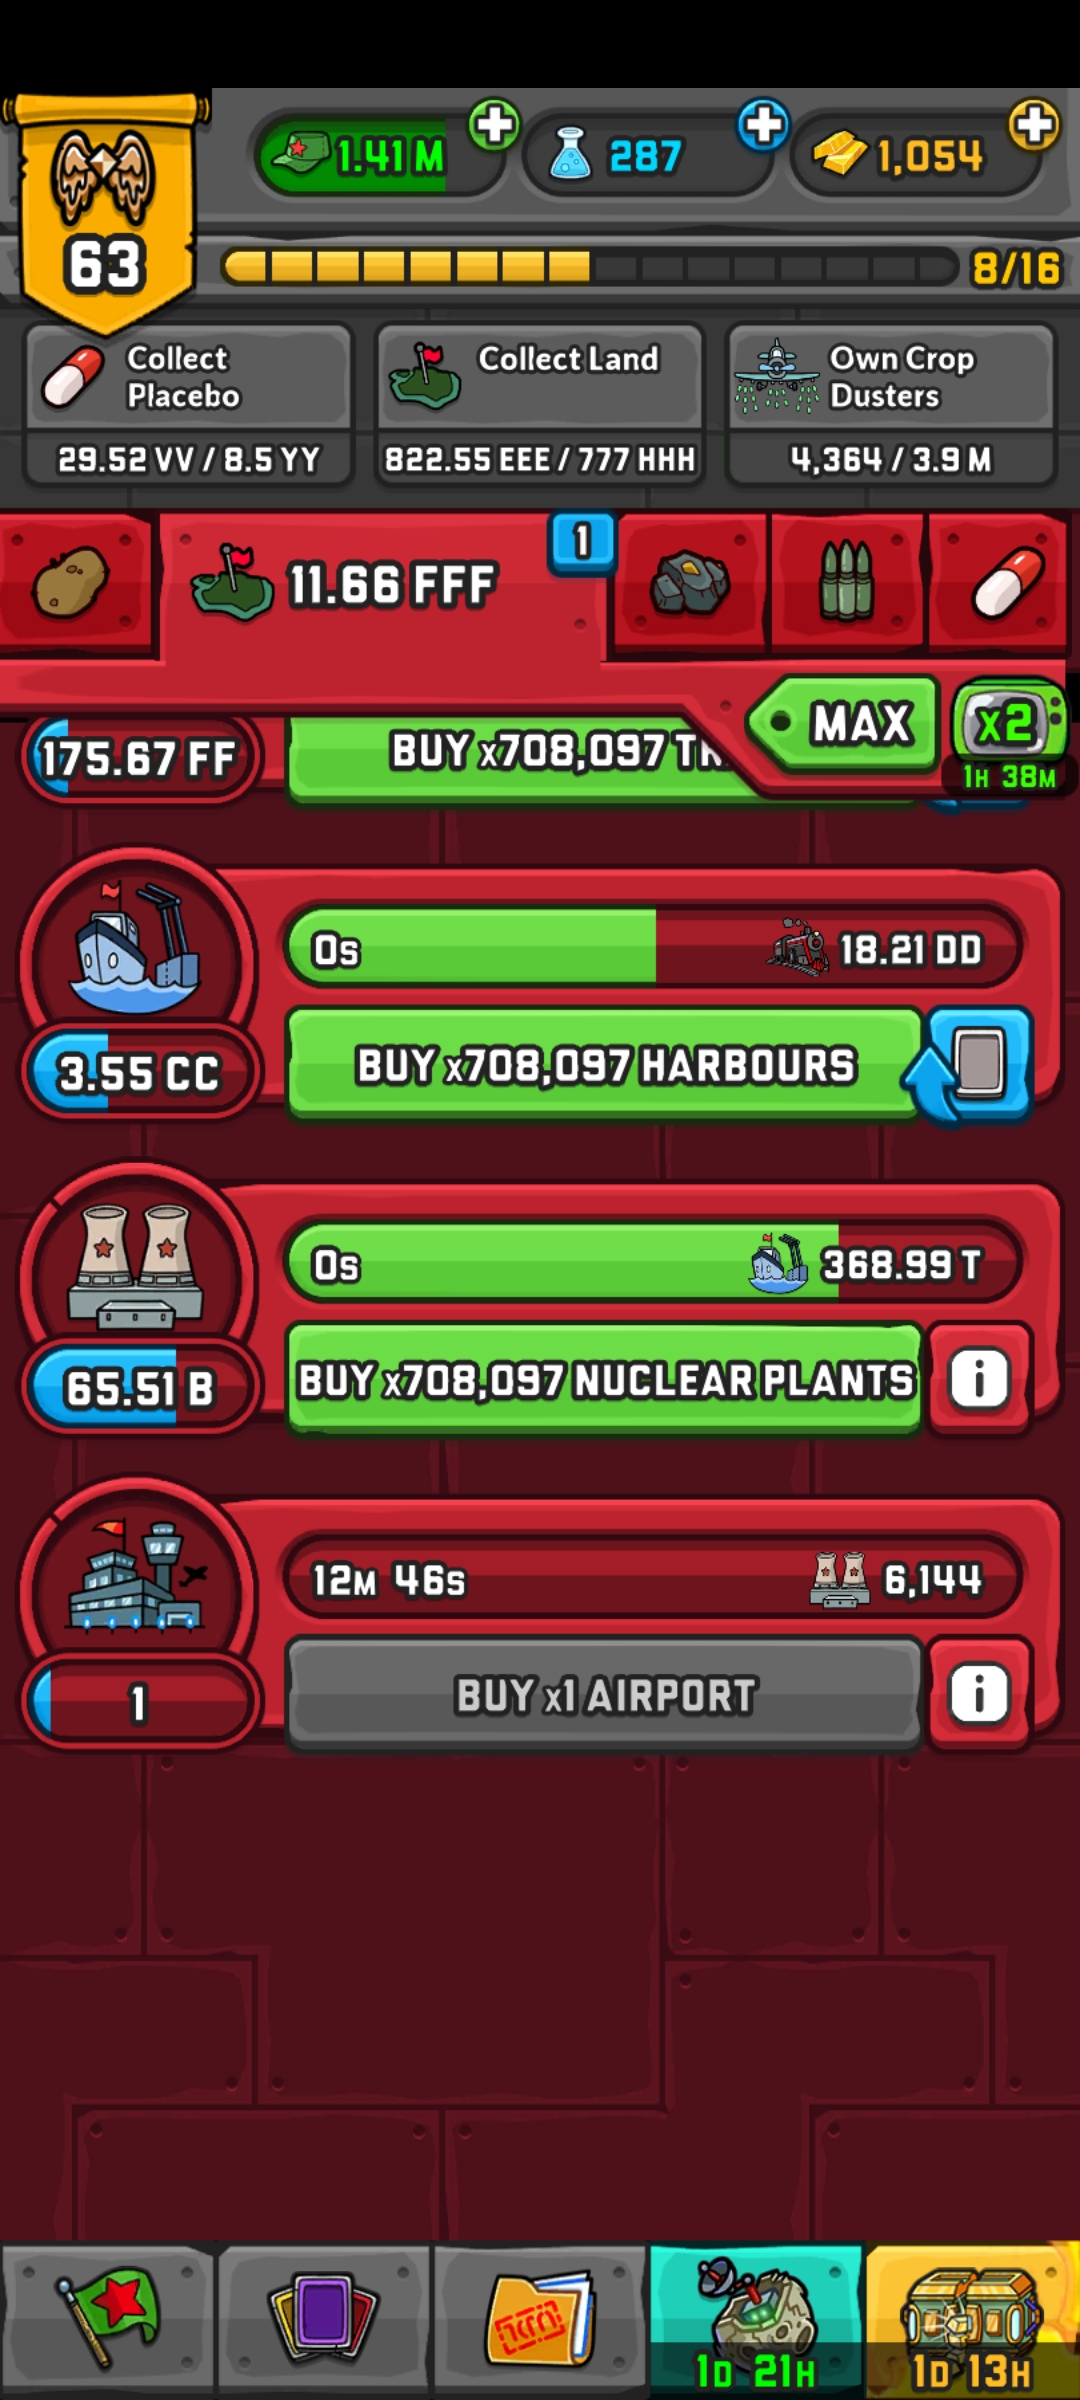 1.41 M
287
1,054
63
8/16
Collect
Placebo
29.52 VV / 8.5 YY
Collect Land
822.55 EEE / 777 HHH
Own Crop
Dusters
4,364 / 3.9 M
11.66 FFF
1
MAX
X2
1H 38M
175.67 FF
BUY x708,097 TR
0s
18.21 DD
3.55 CC
BUY x708,097 HARBOURS
0s
368.99 T
65.51 B
BUY x708,097 NUCLEAR PLANTS
i
12M 46s
6,144
1
BUY x1 AIRPORT
i
1D 21H
1D 13H